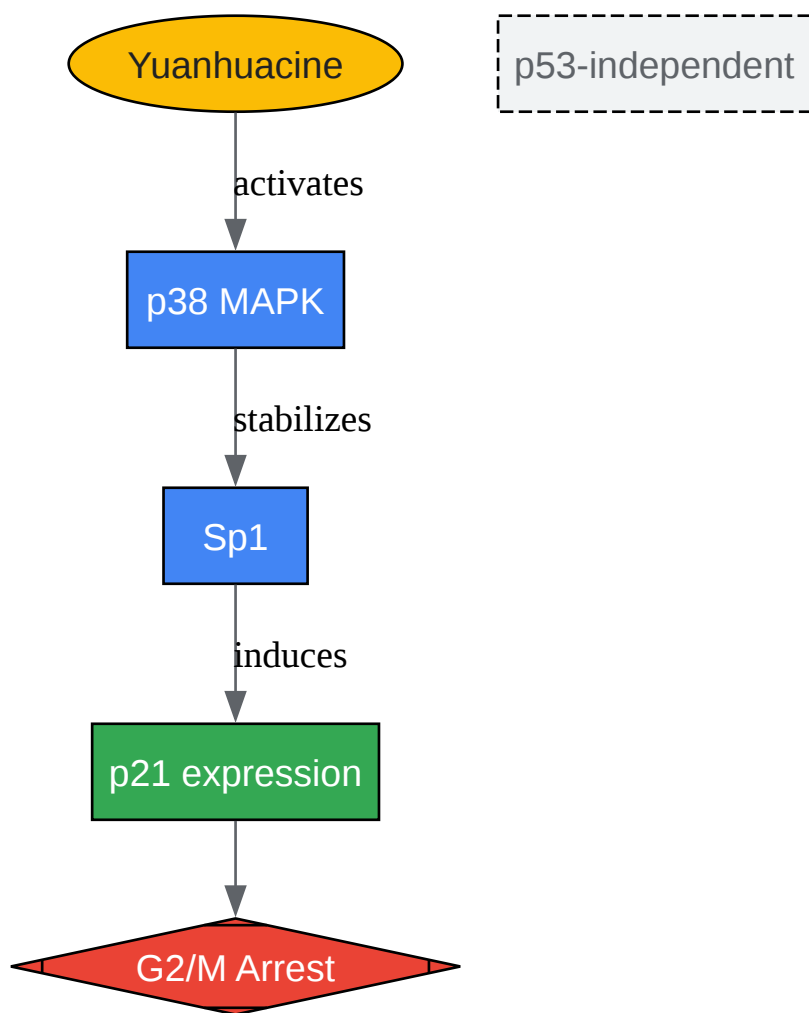 Yuanhuacine
p53-independent
activates
p38 MAPK
stabilizes
Sp1
induces
p21 expression
G2/M Arrest